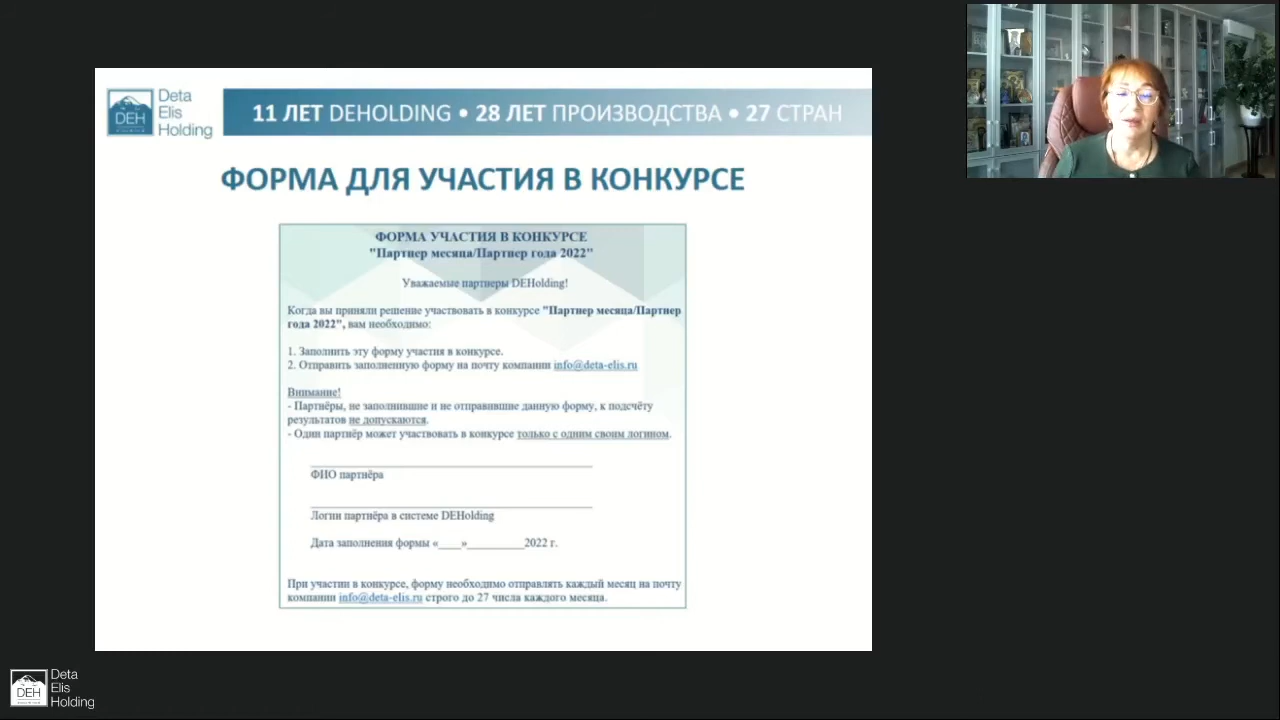 Deta
Elis
Holding
DEH
11 ЛЕТ DEHOLDING • 28 ЛЕТ ПРОИЗВОДСТВА • 27 СТРАН
ФОРМА ДЛЯ УЧАСТИЯ В КОНКУРСЕ
ФОРМА УЧАСТИЯ В КОНКУРСЕ
"Партнер месяца/Партнер года 2022"
Уважаемые партнеры DEHolding!
Когда вы приняли решение участвовать в конкурсе "Партнер месяца/Партнер
года 2022", вам необходимо:
1. Заполнить эту форму участия в конкурсе.
2. Отправить заполненную форму на почту компании info@deta-elis.ru
Внимание!
- Партнёры, не заполнившие и не отправившие данную форму, к подсчёту
результатов не допускаются.
- Один партнёр может участвовать в конкурсе только с одним своим логином.
ФИО партнёра
Логин партнёра в системе DEHolding
Дата заполнения формы «____»__________2022 г.
При участии в конкурсе, форму необходимо отправлять каждый месяц на почту
компании info@deta-elis.ru строго до 27 числа каждого месяца.
DEH
Deta
Elis
Holding